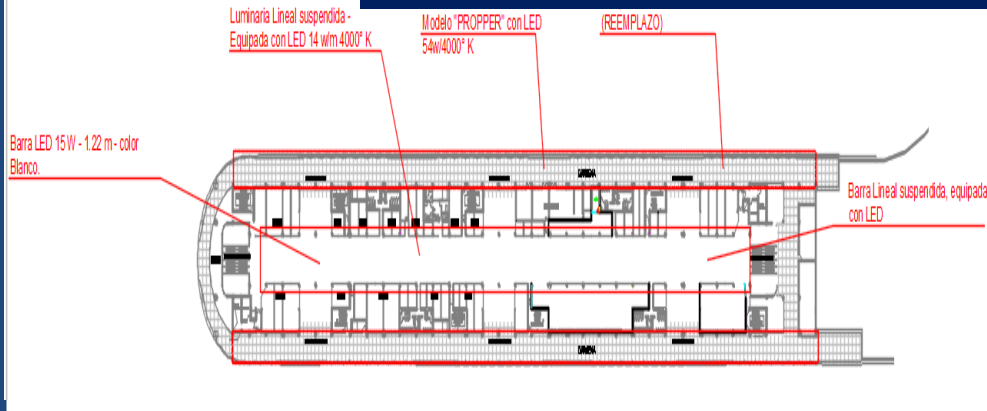 Luminaria Lineal suspendida -
Equipada con LED 14 w/m 4000° K
Modelo "PROPPER" con LED
54w/4000° K
(REEMPLAZO)
Barra LED 15 W - 1.22 m - color
Blanco.
Barra Lineal suspendida, equipada
con LED